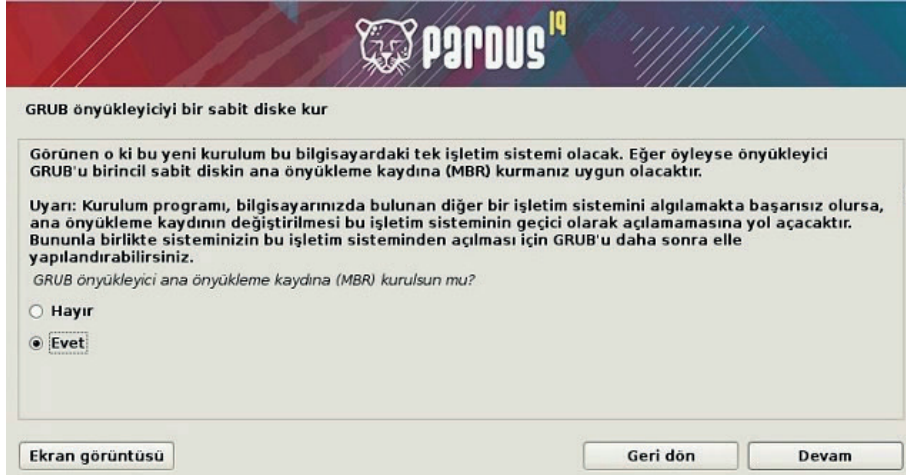 pardus 19
GRUB önyükleyiciyi bir sabit diske kur
Görünen o ki bu yeni kurulum bu bilgisayardaki tek işletim sistemi olacak. Eğer öyleyse önyükleyici
GRUB'u birincil sabit diskin ana önyükleme kaydına (MBR) kurmanız uygun olacaktır.
Uyarı: Kurulum programı, bilgisayarınızda bulunan diğer bir işletim sistemini algılamakta başarısız olursa,
ana önyükleme kaydının değiştirilmesi bu işletim sisteminin geçici olarak açılamamasına yol açacaktır.
Bununla birlikte sisteminizin bu işletim sisteminden açılması için GRUB'u daha sonra elle
yapılandırabilirsiniz.
GRUB önyükleyici ana önyükleme kaydına (MBR) kurulsun mu?
Hayır
Evet
Ekran görüntüsü
Geri dön
Devam